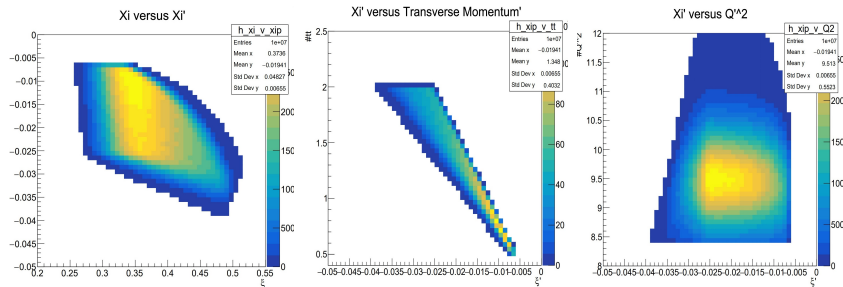 Xi versus Xi'
h_xi_v_xip
Entries 1e+07
Mean x 0.3736
Mean y -0.01941
Std Dev x 0.04827
Std Dev y 0.00655
0
−0.005
−0.01
−0.015
−0.02
−0.025
−0.03
−0.035
−0.04
−0.045
−0.05
0.2 0.25 0.3 0.35 0.4 0.45 0.5 0.55
ξ
200
150
100
50
0
Xi' versus Transverse Momentum'
h_xip_v_tt
Entries 1e+07
Mean x -0.01941
Mean y 1.348
Std Dev x 0.00655
Std Dev y 0.4032
#tt
2.5
2
1.5
1
0.5
−0.05 −0.045 −0.04 −0.035 −0.03 −0.025 −0.02 −0.015 −0.01 −0.005 0
ξ'
80
60
40
20
0
Xi' versus Q'^2
h_xip_v_Q2
Entries 1e+07
Mean x -0.01941
Mean y 9.513
Std Dev x 0.00655
Std Dev y 0.5523
12
11.5
11
10.5
10
9.5
9
8.5
8
−0.05 −0.045 −0.04 −0.035 −0.03 −0.025 −0.02 −0.015 −0.01 −0.005 0
ξ'